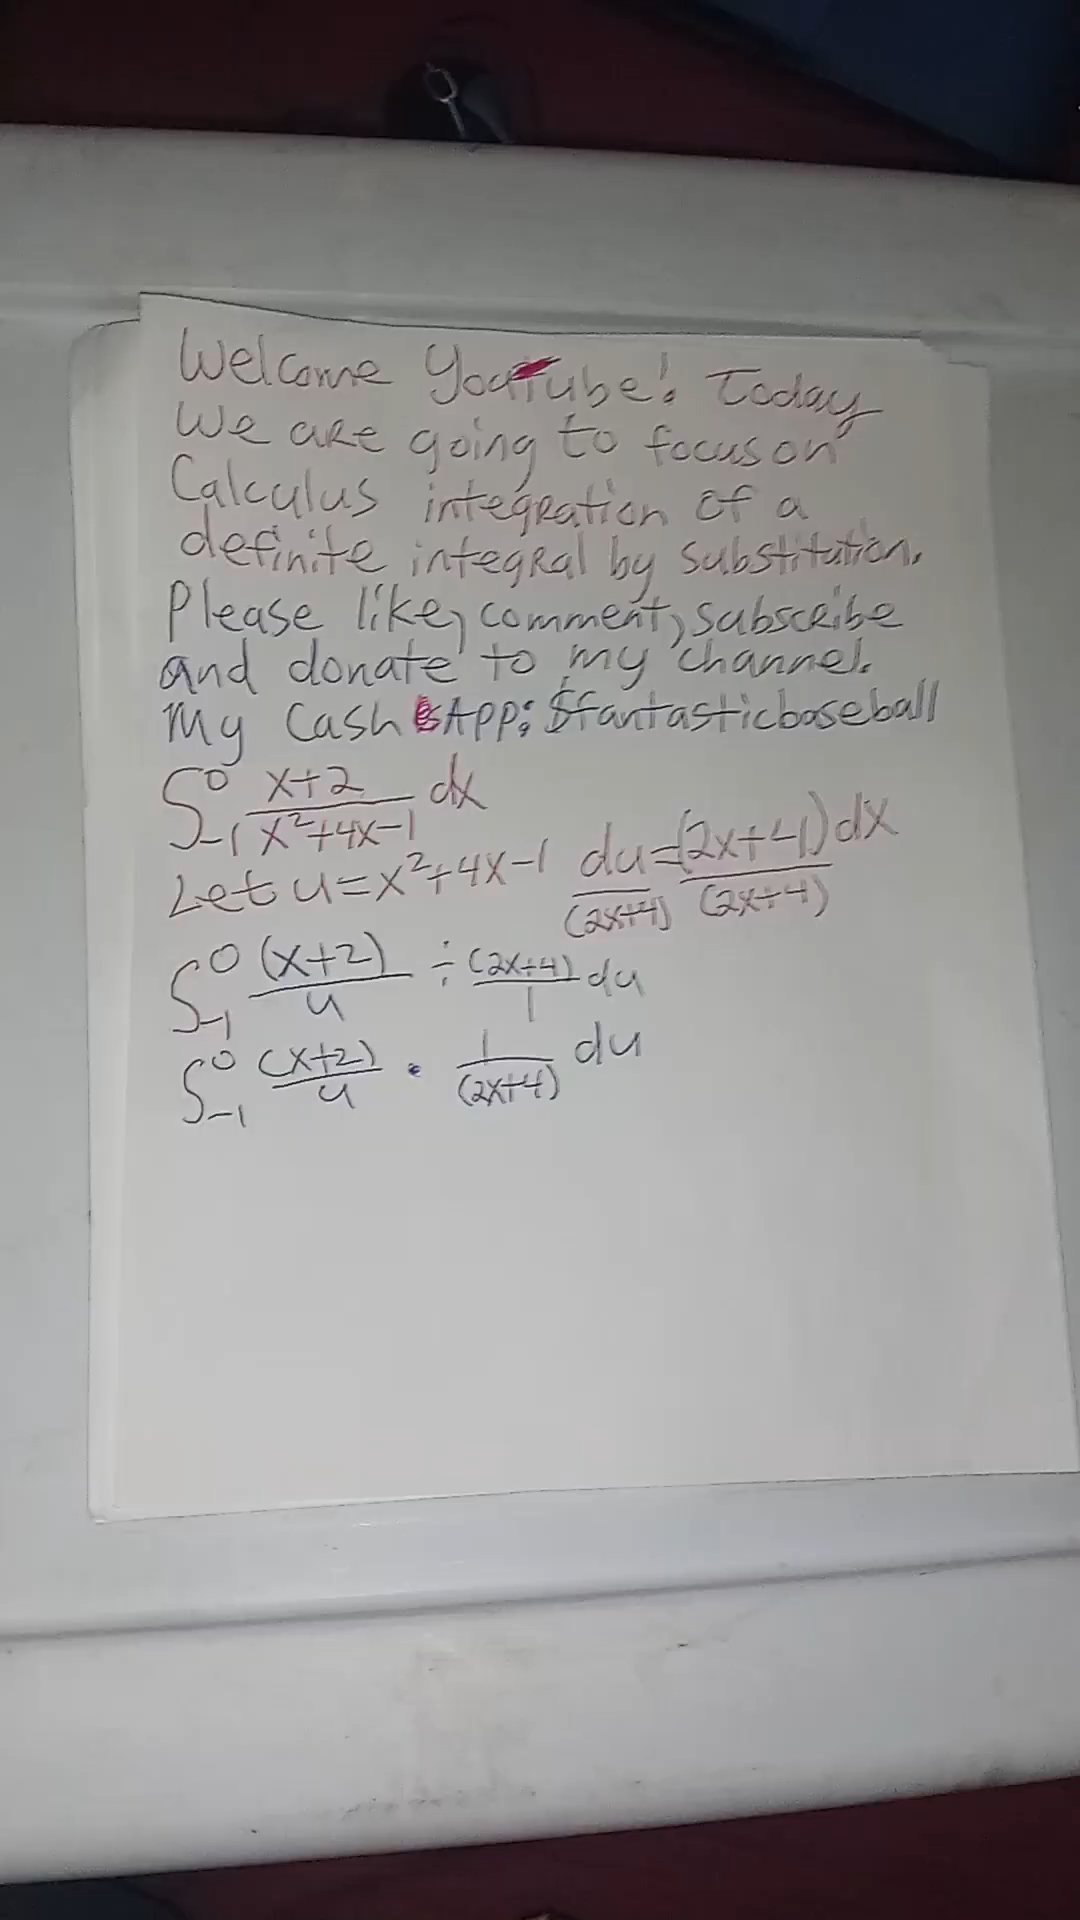 Welcome YouTube! Today
We are going to focus on
Calculus integration of a
definite integral by substitution.
Please like, comment, subscribe
and donate to my channel.
My Cash App: $fantasticbaseball
∫₋₁⁰ (x+2)/(x²+4x-1) dx
Let u=x²+4x-1 du/(2x+4)=(2x+4)dx/(2x+4)
∫₋₁⁰ (x+2)/u ÷ (2x+4)/1 du
∫₋₁⁰ (x+2)/u · 1/(2x+4) du